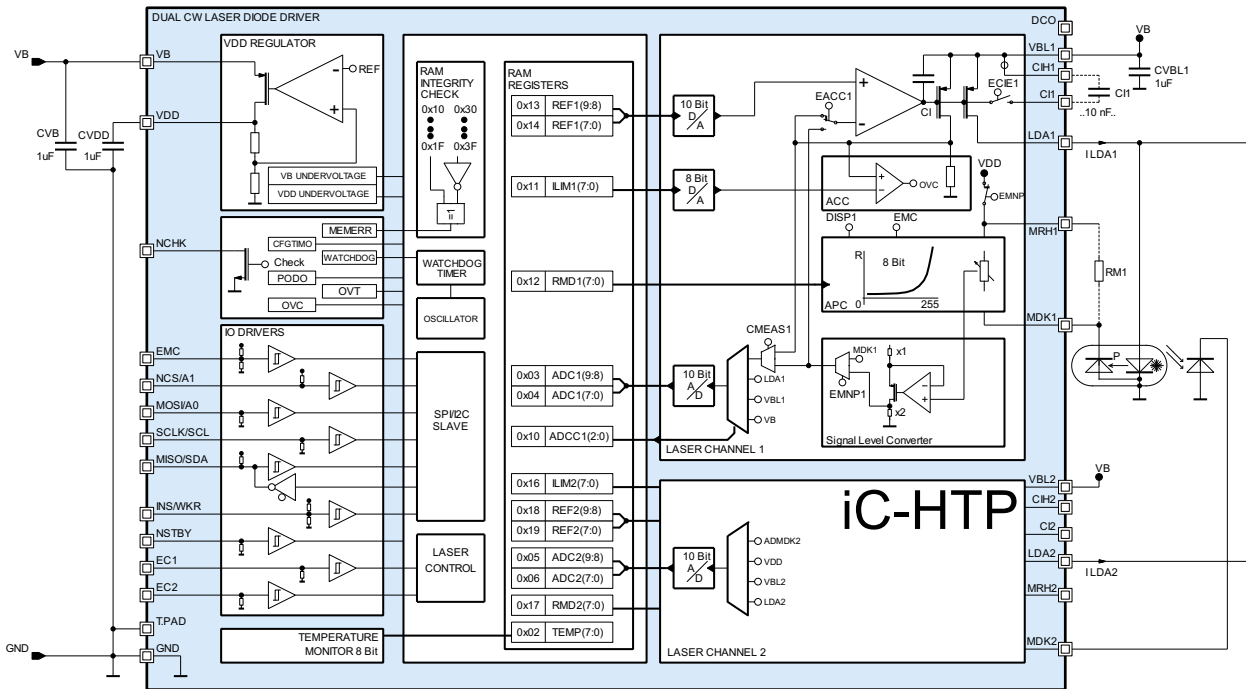 DUAL CW LASER DIODE DRIVER
VB
VB
VDD
CVB
1uF
CVDD
1uF
NCHK
EMC
NCS/A1
MOSI/A0
SCLK/SCL
MISO/SDA
INS/WKR
NSTBY
EC1
EC2
T.PAD
GND
GND
VDD REGULATOR
REF
VB UNDERVOLTAGE
VDD UNDERVOLTAGE
MEMERR
CFGTIMO
Check
WATCHDOG
PODO
OVT
OVC
IO DRIVERS
TEMPERATURE
MONITOR 8 Bit
RAM
INTEGRITY
CHECK
0x10 0x30
0x1F 0x3F
=1
WATCHDOG
TIMER
OSCILLATOR
SPI/I2C
SLAVE
LASER
CONTROL
RAM
REGISTERS
0x13 REF1(9:8)
0x14 REF1(7:0)
0x11 ILIM1(7:0)
0x12 RMD1(7:0)
0x03 ADC1(9:8)
0x04 ADC1(7:0)
0x10 ADCC1(2:0)
0x16 ILIM2(7:0)
0x18 REF2(9:8)
0x19 REF2(7:0)
0x05 ADC2(9:8)
0x06 ADC2(7:0)
0x17 RMD2(7:0)
0x02 TEMP(7:0)
10 Bit
D/A
8 Bit
D/A
EACC1
CI
ECIE1
OVC
ACC
VDD
EMNP
DISP1
EMC
R
8 Bit
0
255
APC
CMEAS1
10 Bit
A/D
LDA1
VBL1
VB
MDK1
EMNP1
x1
x2
Signal Level Converter
LASER CHANNEL 1
iC-HTP
10 Bit
A/D
ADMDK2
VDD
VBL2
LDA2
LASER CHANNEL 2
DCO
VBL1
CIH1
CI1
LDA1
MRH1
MDK1
VBL2
CIH2
CI2
LDA2
MRH2
MDK2
VB
CVBL1
1uF
CI1
..10 nF..
I LDA1
RM1
P
VB
I LDA2